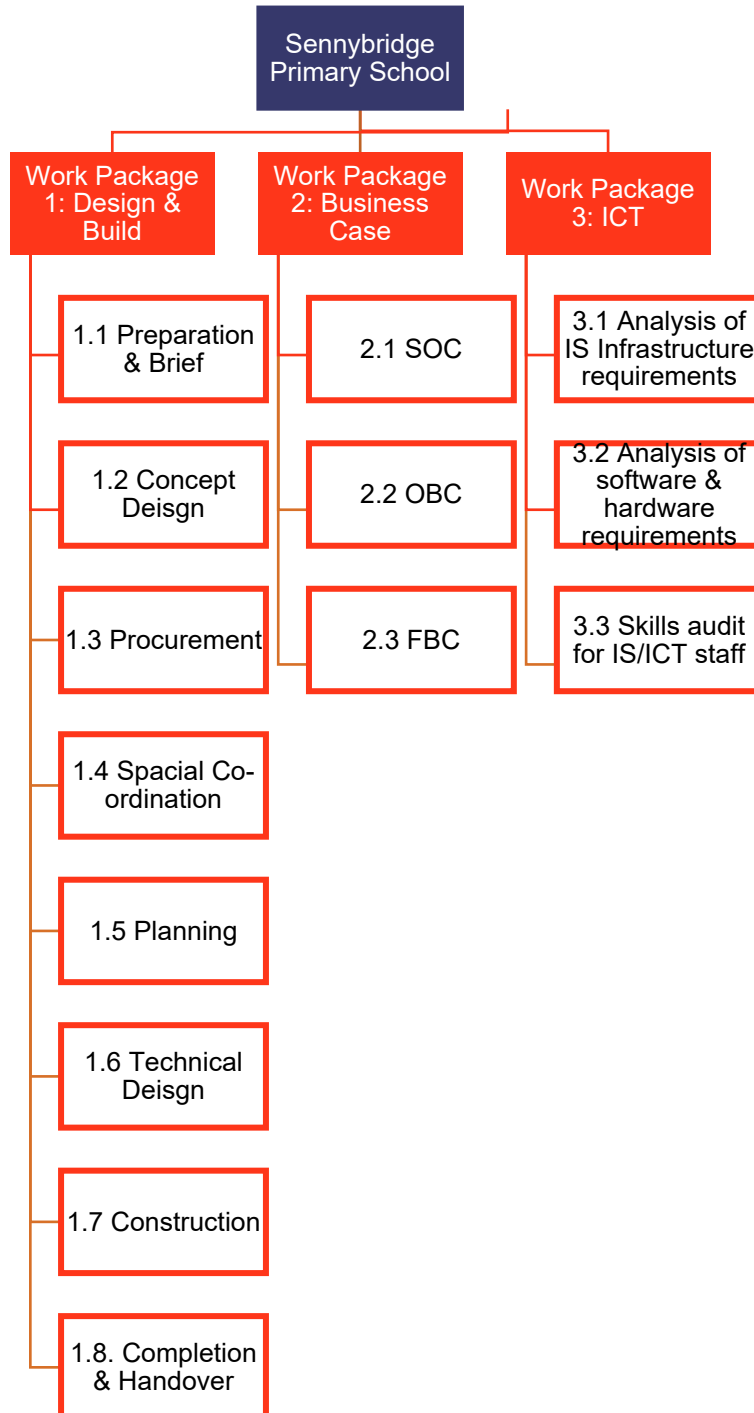 Sennybridge
Primary School
Work Package
1: Design &
Build
Work Package
2: Business
Case
Work Package
3: ICT
1.1 Preparation
& Brief
1.2 Concept
Deisgn
1.3 Procurement
1.4 Spacial Co-
ordination
1.5 Planning
1.6 Technical
Deisgn
1.7 Construction
1.8. Completion
& Handover
2.1 SOC
2.2 OBC
2.3 FBC
3.1 Analysis of
IS Infrastructure
requirements
3.2 Analysis of
software &
hardware
requirements
3.3 Skills audit
for IS/ICT staff